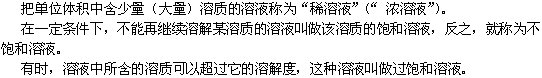 把单位体积中含少量（大量）溶质的溶液称为“稀溶液”（“ 浓溶液”）。
在一定条件下，不能再继续溶解某溶质的溶液叫做该溶质的饱和溶液，反之，就称为不
饱和溶液。
有时，溶液中所含的溶质可以超过它的溶解度，这种溶液叫做过饱和溶液。